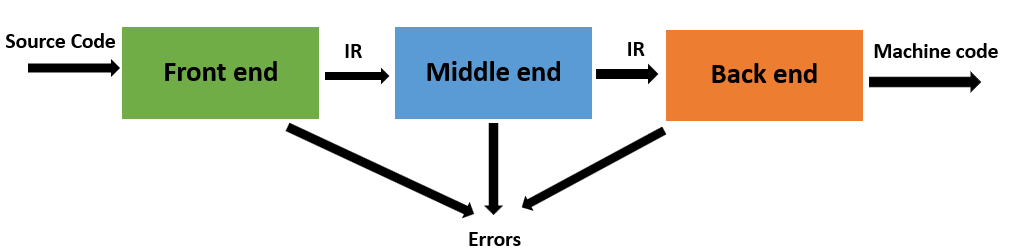 Source Code
Front end
IR
Middle end
IR
Back end
Machine code
Errors